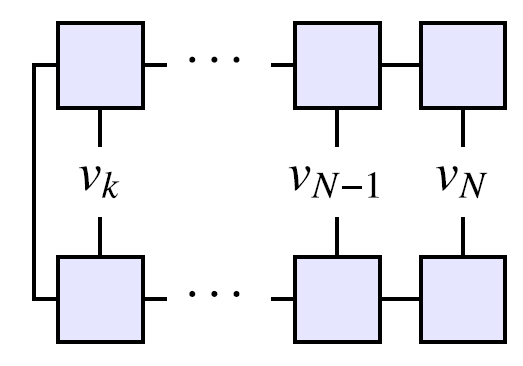 · · ·
v_k v_{N−1} v_N
· · ·